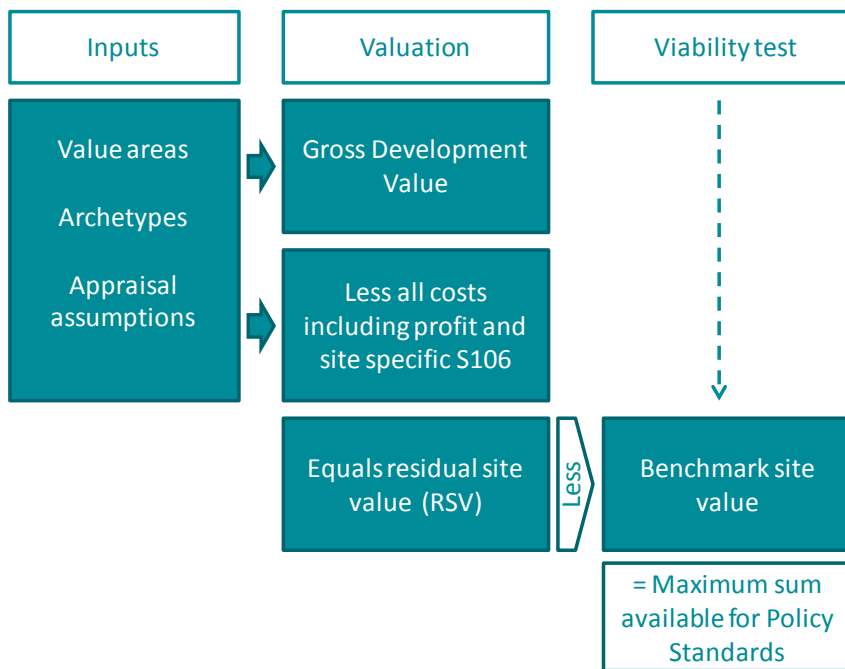 Inputs
Valuation
Viability test
Value areas
Archetypes
Appraisal
assumptions
Gross Development
Value
Less all costs
including profit and
site specific S106
Equals residual site
value (RSV)
Less
Benchmark site
value
= Maximum sum
available for Policy
Standards